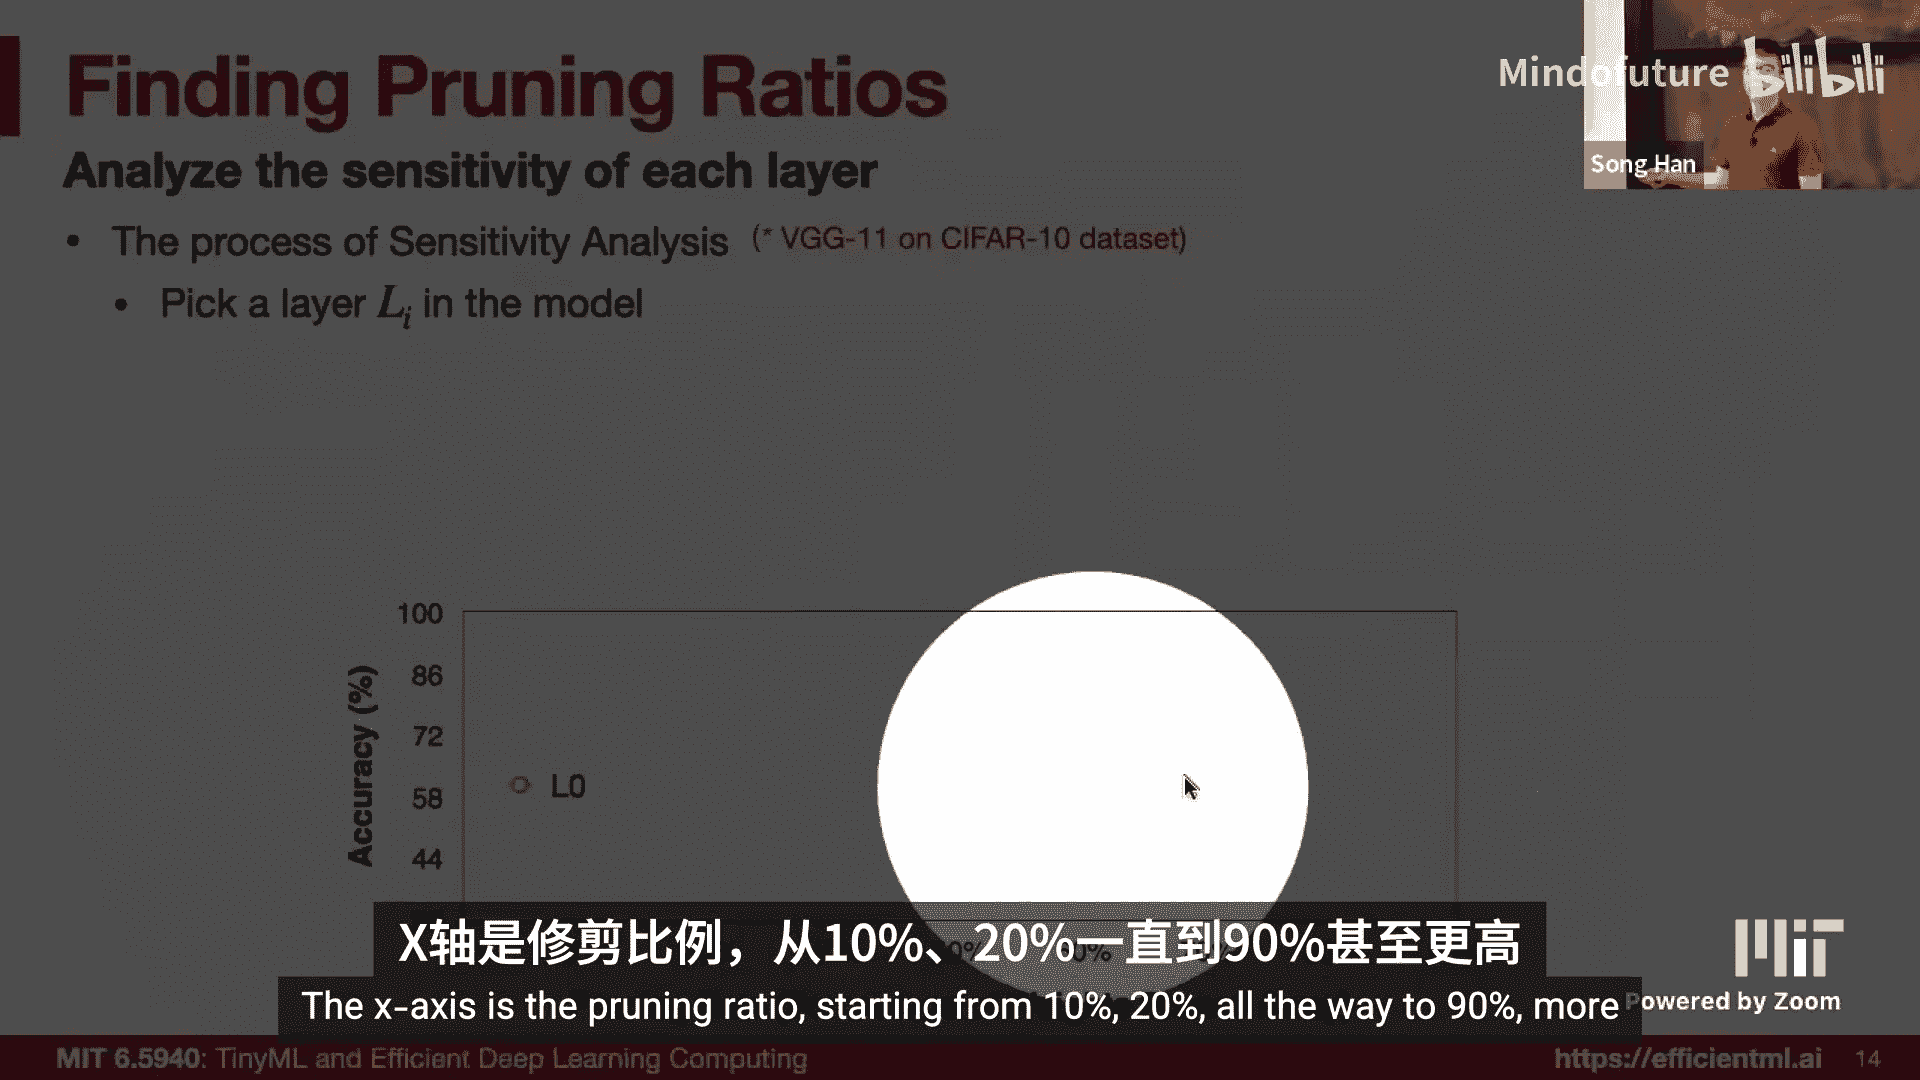 Finding Pruning Ratios
Mindofuture bilibili
Analyze the sensitivity of each layer
Song Han
• The process of Sensitivity Analysis (* VGG-11 on CIFAR-10 dataset)
• Pick a layer Li in the model
100
86
72
58
44
Accuracy (%)
L0
X轴是修剪比例，从10%、20%一直到90%甚至更高
The x-axis is the pruning ratio, starting from 10%, 20%, all the way to 90%, more
MIT
Powered by Zoom
MIT 6.5940: TinyML and Efficient Deep Learning Computing
https://efficientml.ai 14